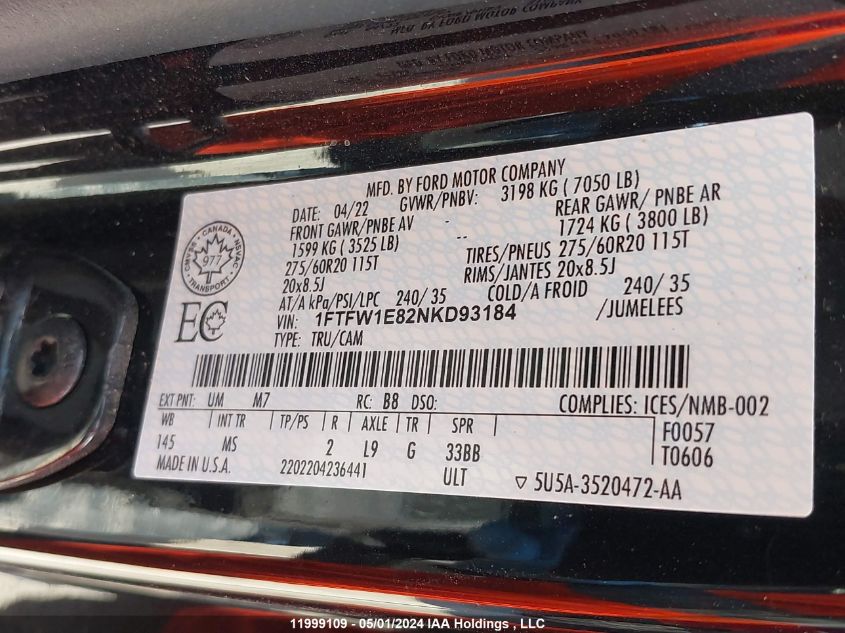 MFD. BY FORD MOTOR COMPANY
DATE: 04/22 GVWR/PNBV: 3198 KG ( 7050 LB)
FRONT GAWR/PNBE AV - REAR GAWR/ PNBE AR
1599 KG ( 3525 LB) -- 1724 KG ( 3800 LB)
275/60R20 115T TIRES/PNEUS 275/60R20 115T
20x8.5J RIMS/JANTES 20x8.5J
AT/A kPa/PSI/LPC 240/ 35 COLD/A FROID 240/ 35
VIN: 1FTFW1E82NKD93184 /JUMELEES
TYPE: TRU/CAM
CANADA
977
TRANSPORT
EC
EXT PNT: UM M7 RC: B8 DSO: COMPLIES: ICES/NMB-002
WB INT TR TP/PS R AXLE TR SPR F0057
145 MS 2 L9 G 33BB T0606
MADE IN U.S.A. 2202204236441 ULT ▽ 5U5A-3520472-AA
11999109 - 05/01/2024 IAA Holdings , LLC